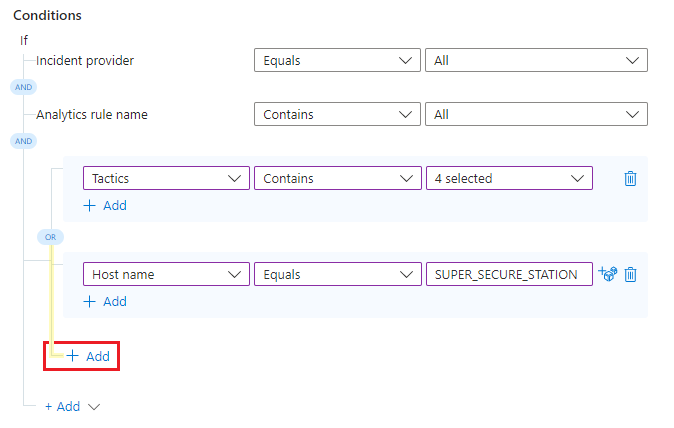 Conditions
If
Incident provider Equals All
AND
Analytics rule name Contains All
AND
Tactics Contains 4 selected
+ Add
OR
Host name Equals SUPER_SECURE_STATION
+ Add
+ Add
+ Add